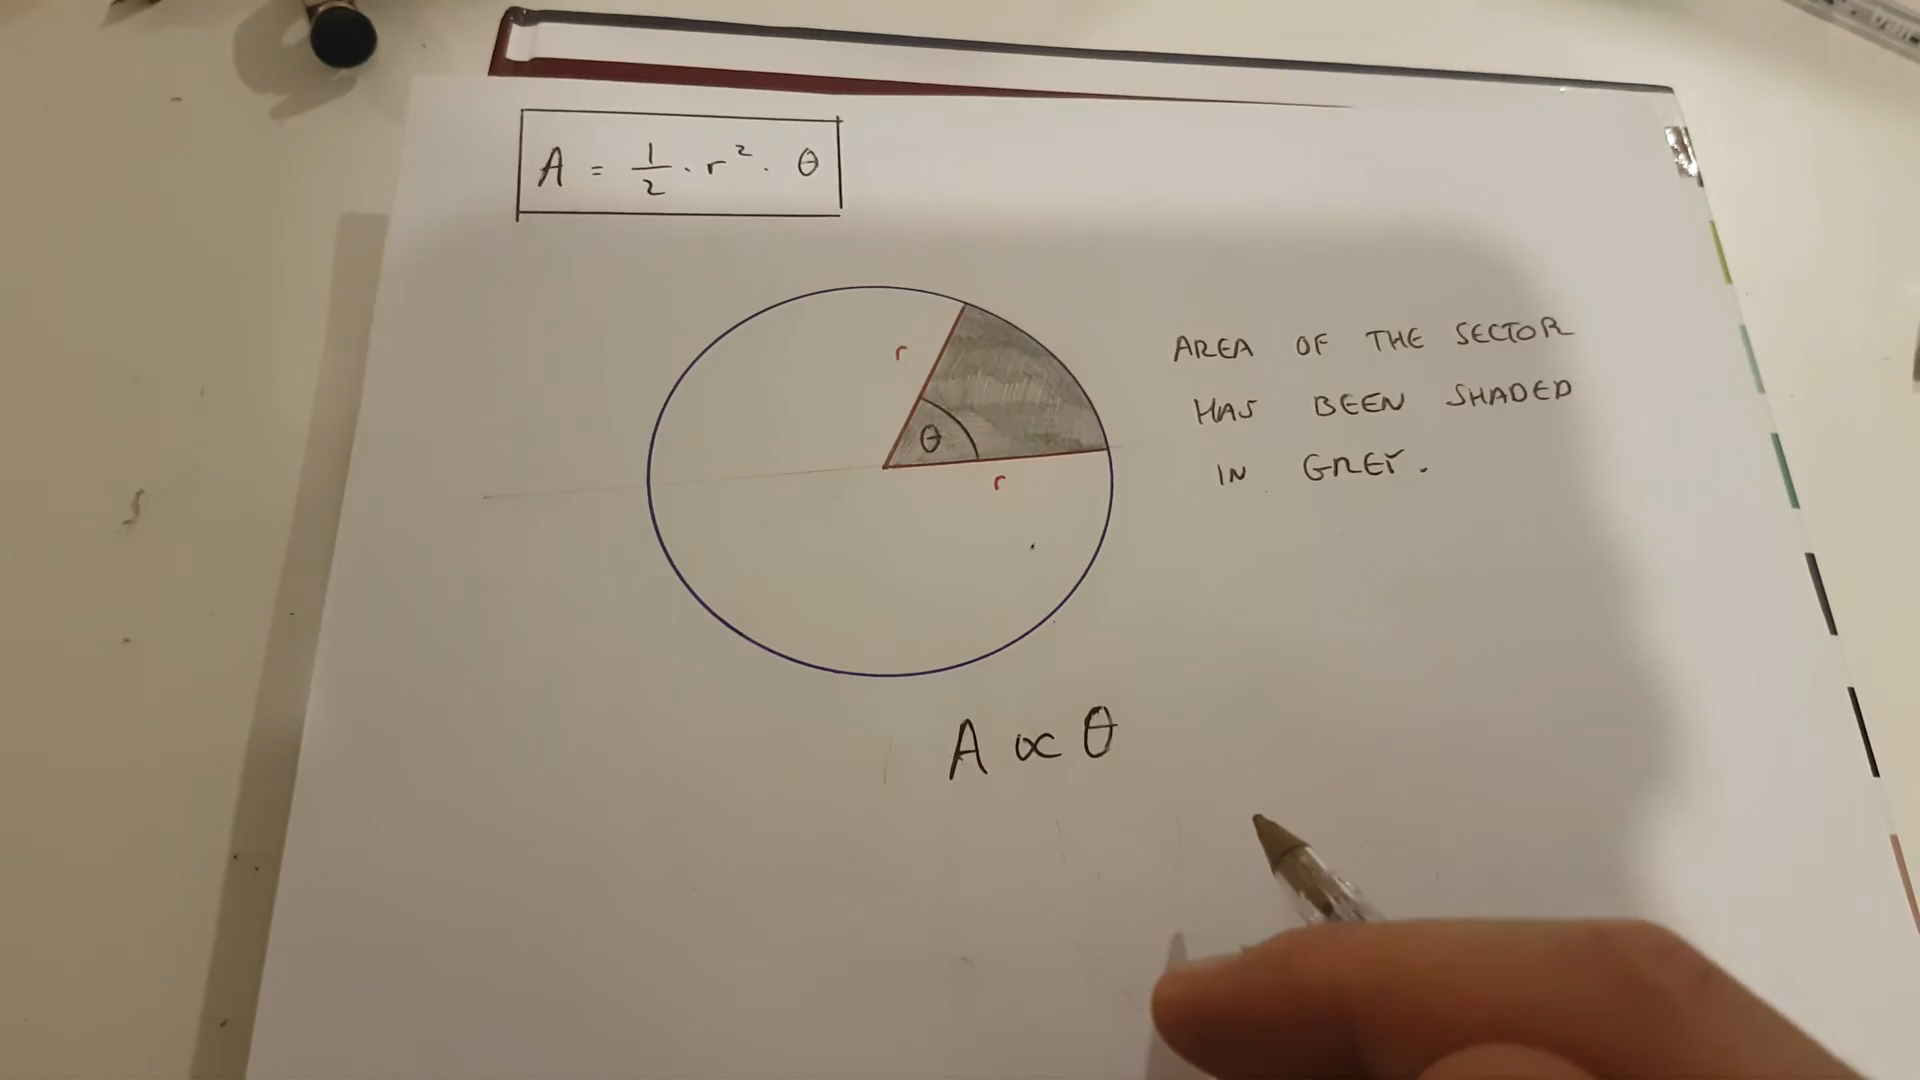 A = 1/2 · r² · θ
r
θ
r
AREA OF THE SECTOR
HAS BEEN SHADED
IN GREY.
A ∝ θ